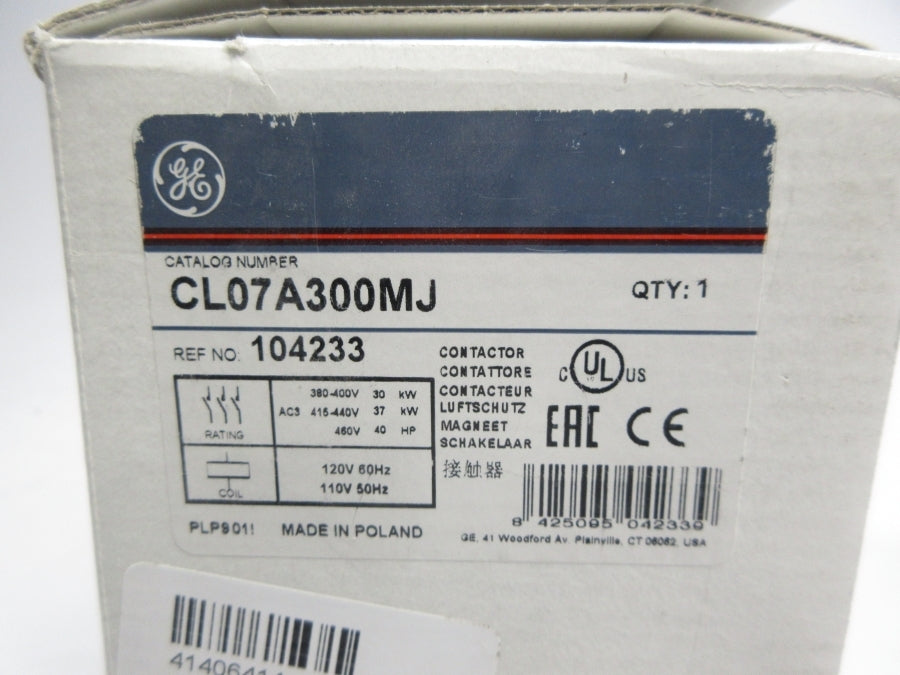 GE
CATALOG NUMBER
CL07A300MJ
QTY: 1
REF NO: 104233
380-400V 30 kW
AC3 415-440V 37 kW
460V 40 HP
RATING
120V 60Hz
110V 50Hz
COIL
CONTACTOR
CONTATTORE
CONTACTEUR
LUFTSCHUTZ
MAGNEET
SCHAKELAAR
接触器
C UL US
EAC CE
8 425095 042339
PLP9011 MADE IN POLAND
GE, 41 Woodford Av. Plainville, CT 06062, USA